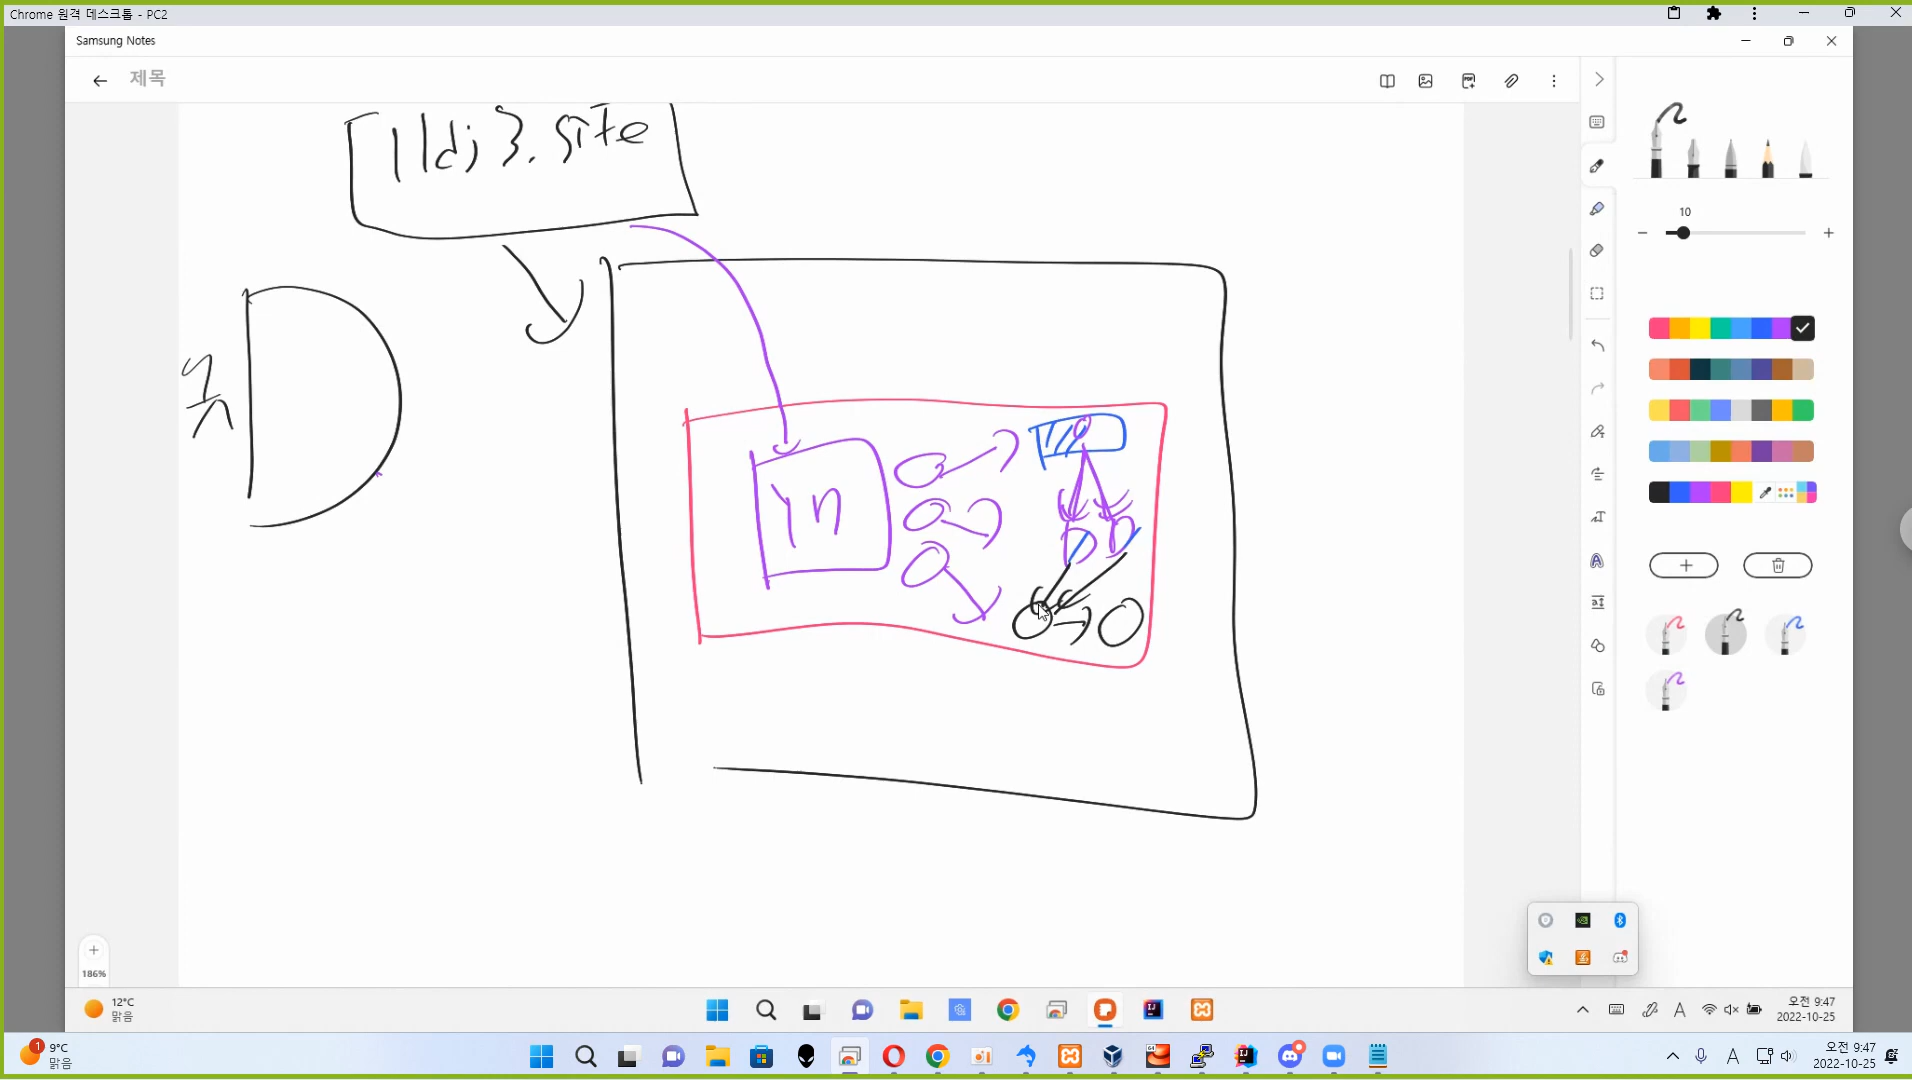 Chrome 원격 데스크톱 - PC2
Samsung Notes
제목
.site
10
186%
12°C
맑음
A
오전 9:47
2022-10-25
1
9°C
맑음
A
오전 9:47
2022-10-25